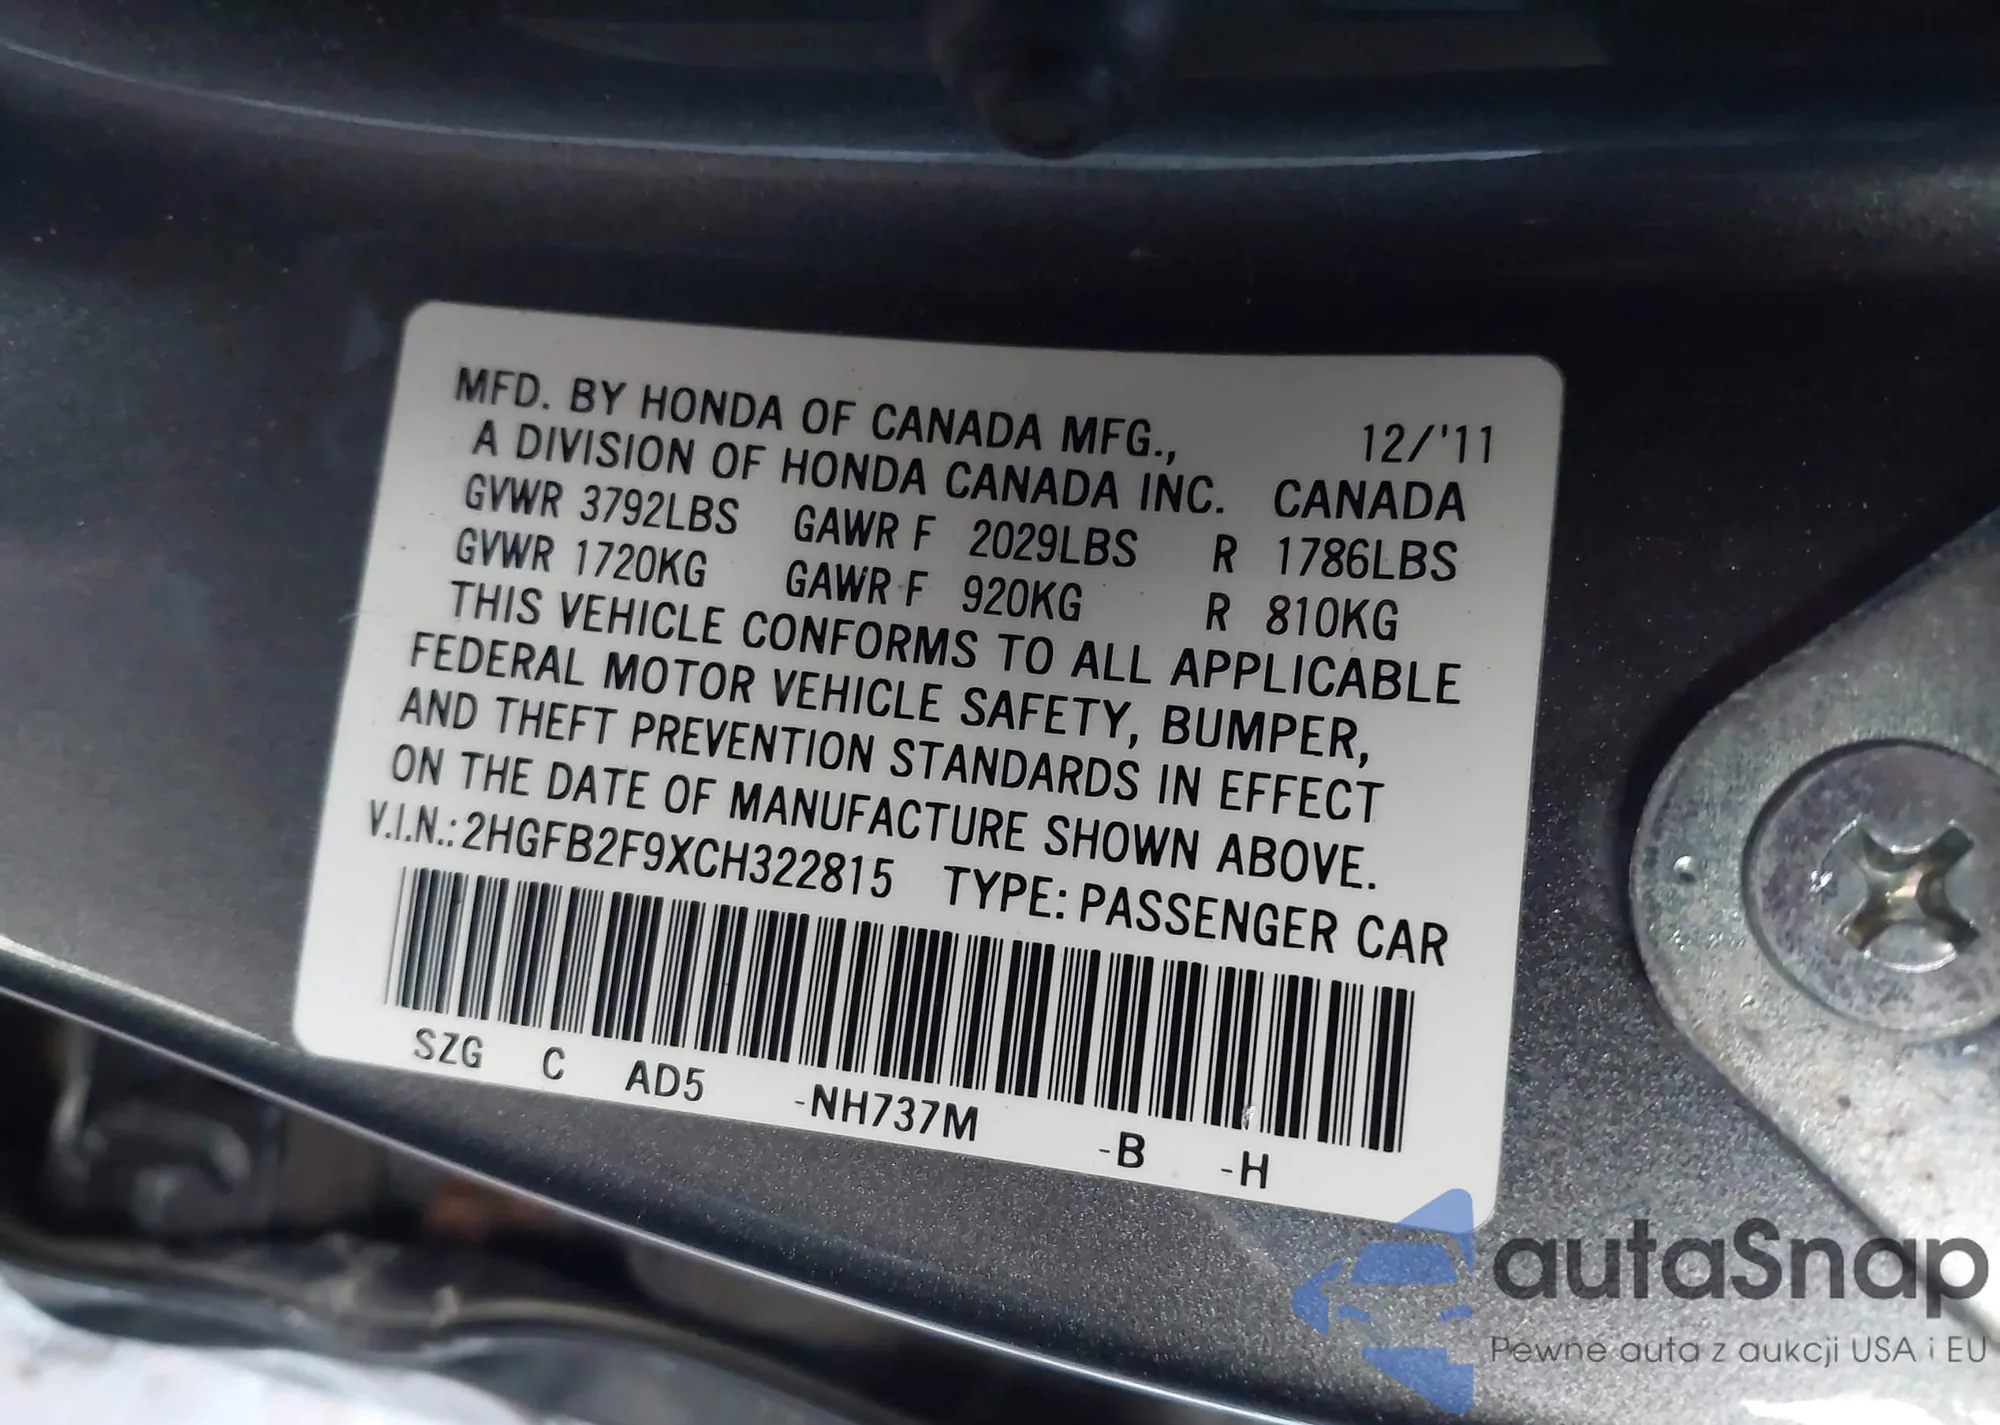 MFD. BY HONDA OF CANADA MFG., 12/'11
A DIVISION OF HONDA CANADA INC. CANADA
GVWR 3792LBS GAWR F 2029LBS R 1786LBS
GVWR 1720KG GAWR F 920KG R 810KG
THIS VEHICLE CONFORMS TO ALL APPLICABLE
FEDERAL MOTOR VEHICLE SAFETY, BUMPER,
AND THEFT PREVENTION STANDARDS IN EFFECT
ON THE DATE OF MANUFACTURE SHOWN ABOVE.
V.I.N.: 2HGFB2F9XCH322815 TYPE: PASSENGER CAR
SZG C AD5 -NH737M -B -H
autaSnap
Pewne auta z aukcji USA i EU